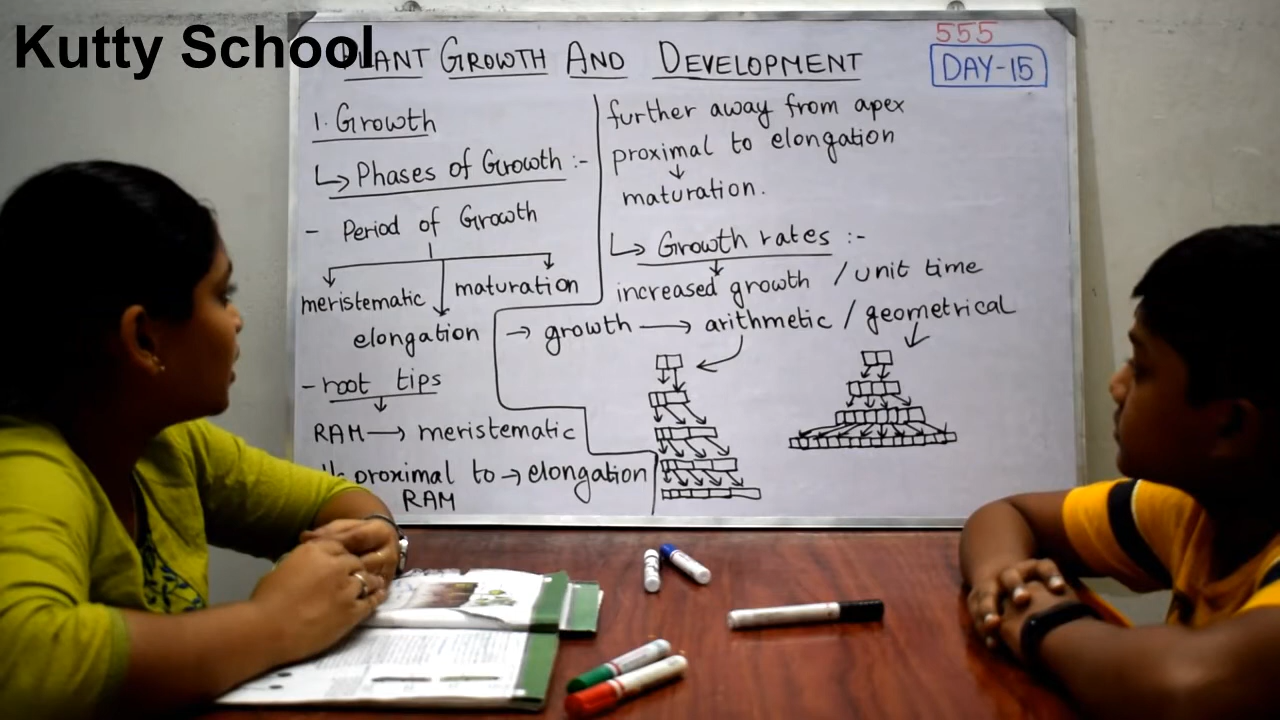 Kutty School
PLANT GROWTH AND DEVELOPMENT
555
DAY-15
1. Growth
↳ Phases of Growth :-
- Period of Growth
meristematic
elongation
maturation
- root tips
RAM → meristematic
proximal to → elongation
RAM
further away from apex
proximal to elongation
maturation.
↳ Growth rates :-
increased growth / unit time
→ growth → arithmetic / geometrical